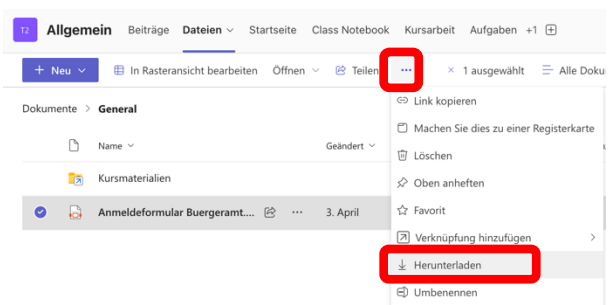 T2 Allgemein Beiträge Dateien Startseite Class Notebook Kursarbeit Aufgaben +1
+ Neu In Rasteransicht bearbeiten Öffnen Teilen ... × 1 ausgewählt Alle Doku
Link kopieren
Dokumente > General
Machen Sie dies zu einer Registerkarte
Name Geändert
Löschen
Kursmaterialien
Oben anheften
Anmeldeformular Buergeramt.... ... 3. April
Favorit
Verknüpfung hinzufügen >
Herunterladen
Umbenennen